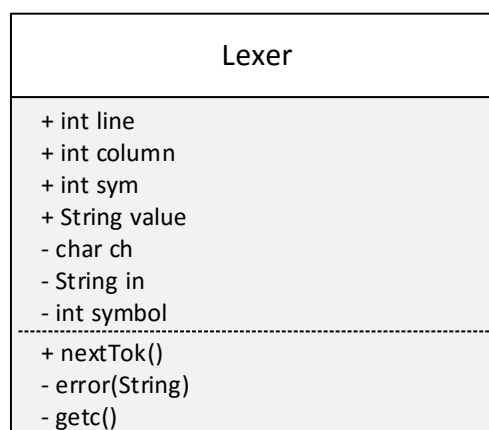 Lexer
+ int line
+ int column
+ int sym
+ String value
- char ch
- String in
- int symbol
+ nextTok()
- error(String)
- getc()